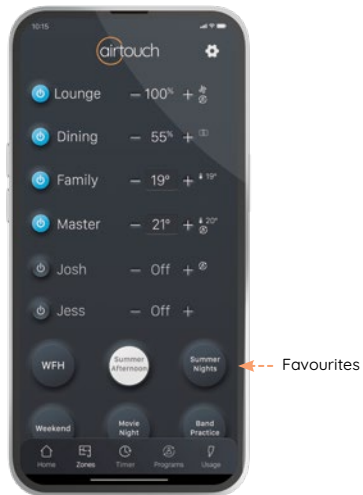 10:15
airtouch
Lounge − 100% +
Dining − 55% +
Family − 19° + 19°
Master − 21° + 20°
Josh − Off +
Jess − Off +
WFH
Summer
Afternoon
Summer
Nights
Favourites
Weekend
Movie
Night
Band
Practice
Home Zones Timer Programs Usage